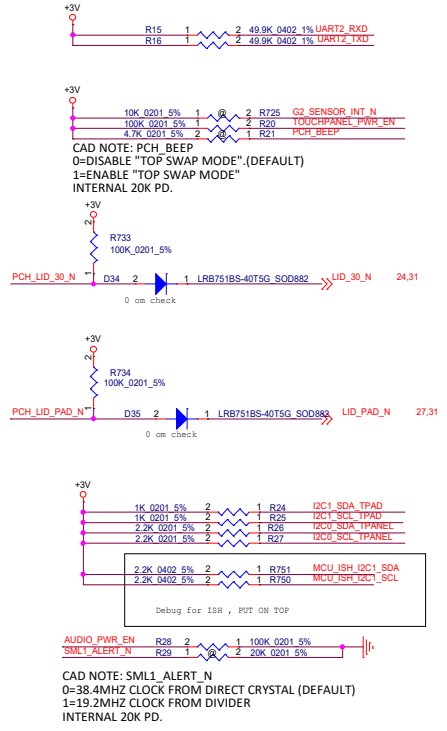 +3V
R15 1 2 49.9K_0402_1% UART2_RXD
R16 1 2 49.9K_0402_1% UART2_TXD
+3V
10K_0201_5% 1 @ 2 R725 G2_SENSOR_INT_N
100K_0201_5% 1 2 R20 TOUCHPANEL_PWR_EN
4.7K_0201_5% 1 @ 2 R21 PCH_BEEP
CAD NOTE: PCH_BEEP
0=DISABLE "TOP SWAP MODE".(DEFAULT)
1=ENABLE "TOP SWAP MODE"
INTERNAL 20K PD.
+3V
2
R733
100K_0201_5%
1
PCH_LID_30_N D34 2 1 LRB751BS-40T5G_SOD882 LID_30_N 24,31
0 om check
+3V
2
R734
100K_0201_5%
1
PCH_LID_PAD_N D35 2 1 LRB751BS-40T5G_SOD882 LID_PAD_N 27,31
0 om check
+3V
1K_0201_5% 2 1 R24 I2C1_SDA_TPAD
1K_0201_5% 2 1 R25 I2C1_SCL_TPAD
2.2K_0201_5% 2 1 R26 I2C0_SDA_TPANEL
2.2K_0201_5% 2 1 R27 I2C0_SCL_TPANEL
2.2K_0402_5% 2 1 R751 MCU_ISH_I2C1_SDA
2.2K_0402_5% 2 1 R750 MCU_ISH_I2C1_SCL
Debug for ISH , PUT ON TOP
AUDIO_PWR_EN R28 2 1 100K_0201_5%
SML1_ALERT_N R29 1 @ 2 20K_0201_5%
CAD NOTE: SML1_ALERT_N
0=38.4MHZ CLOCK FROM DIRECT CRYSTAL (DEFAULT)
1=19.2MHZ CLOCK FROM DIVIDER
INTERNAL 20K PD.